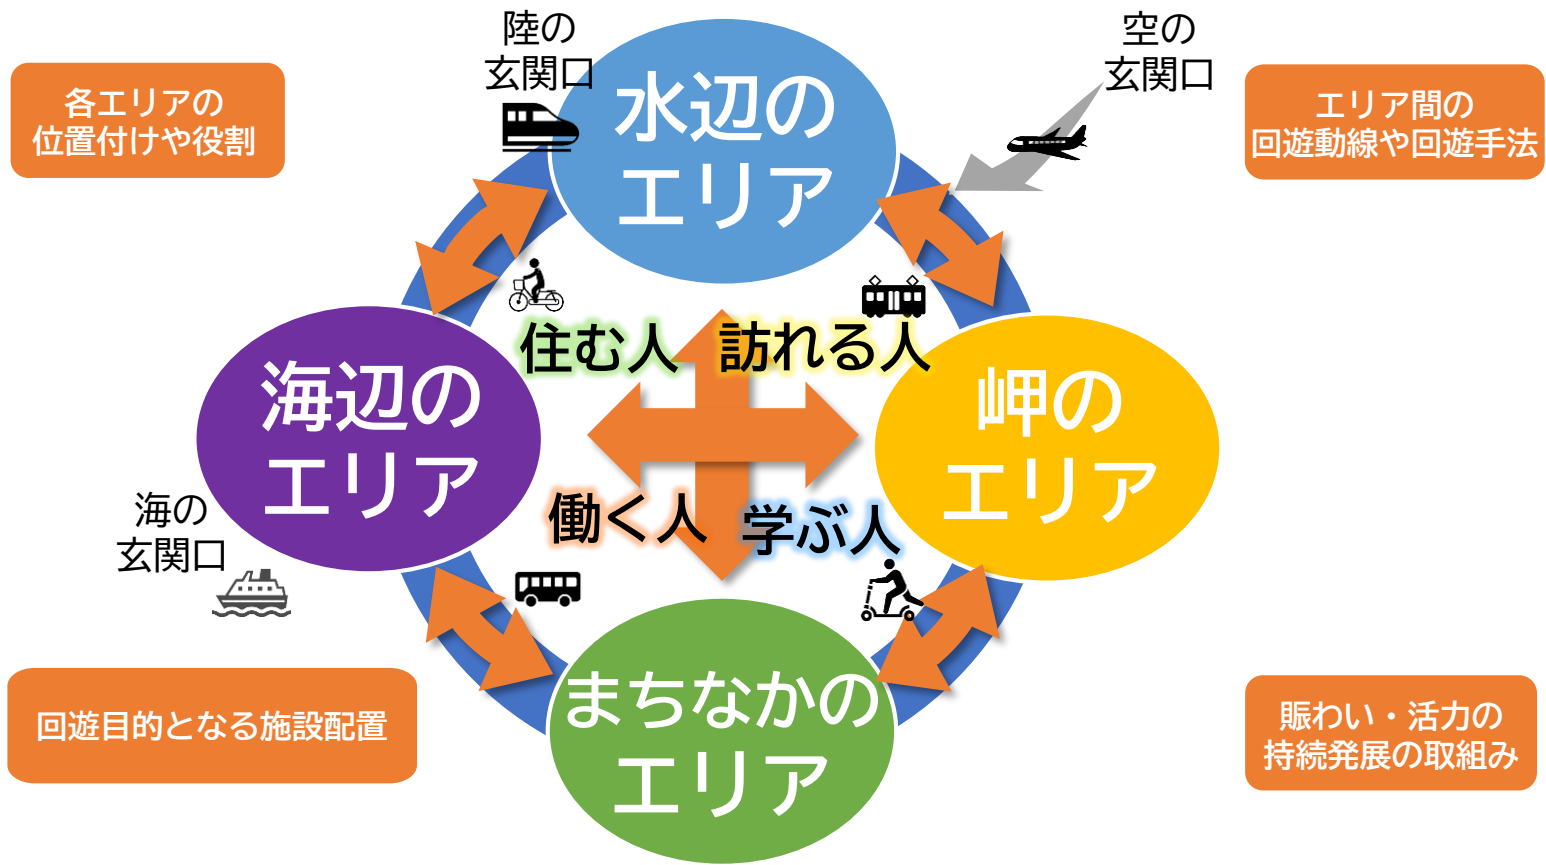 陸の
玄関口
空の
玄関口
各エリアの
位置付けや役割
水辺の
エリア
エリア間の
回遊動線や回遊手法
住む人
訪れる人
海辺の
エリア
岬の
エリア
働く人
学ぶ人
海の
玄関口
回遊目的となる施設配置
まちなかの
エリア
賑わい・活力の
持続発展の取組み